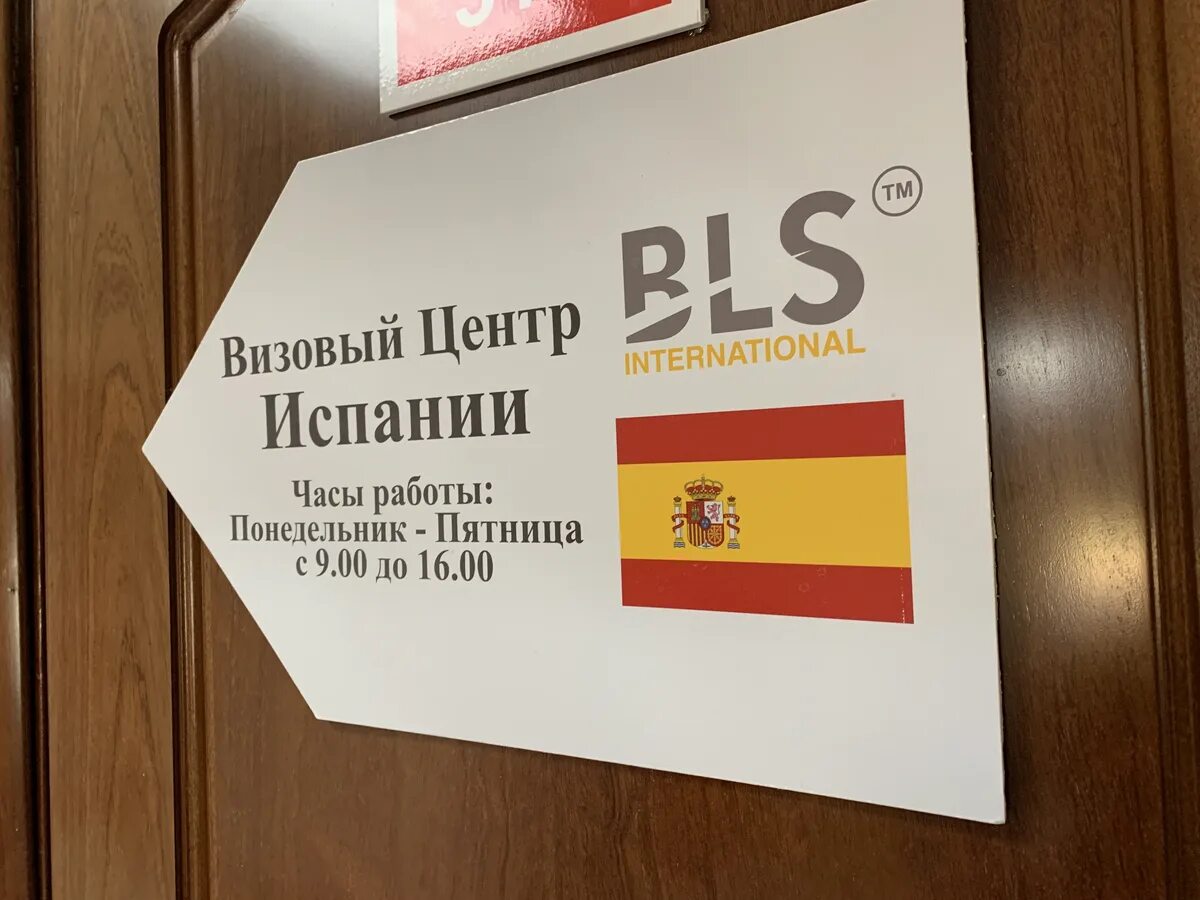 Визовый Центр
Испании
Часы работы:
Понедельник - Пятница
с 9.00 до 16.00
BLS TM
INTERNATIONAL